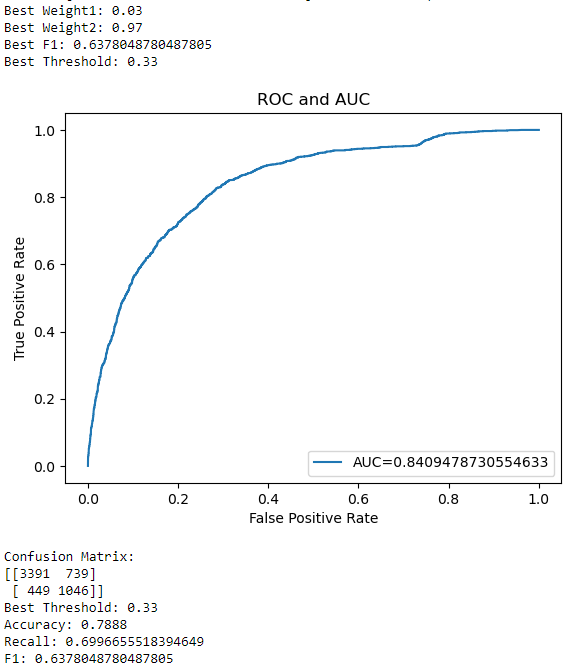 Best Weight1: 0.03
Best Weight2: 0.97
Best F1: 0.6378048780487805
Best Threshold: 0.33
ROC and AUC
1.0
0.8
0.6
0.4
0.2
0.0
True Positive Rate
AUC=0.8409478730554633
0.0 0.2 0.4 0.6 0.8 1.0
False Positive Rate
Confusion Matrix:
[[3391 739]
[ 449 1046]]
Best Threshold: 0.33
Accuracy: 0.7888
Recall: 0.6996655518394649
F1: 0.6378048780487805